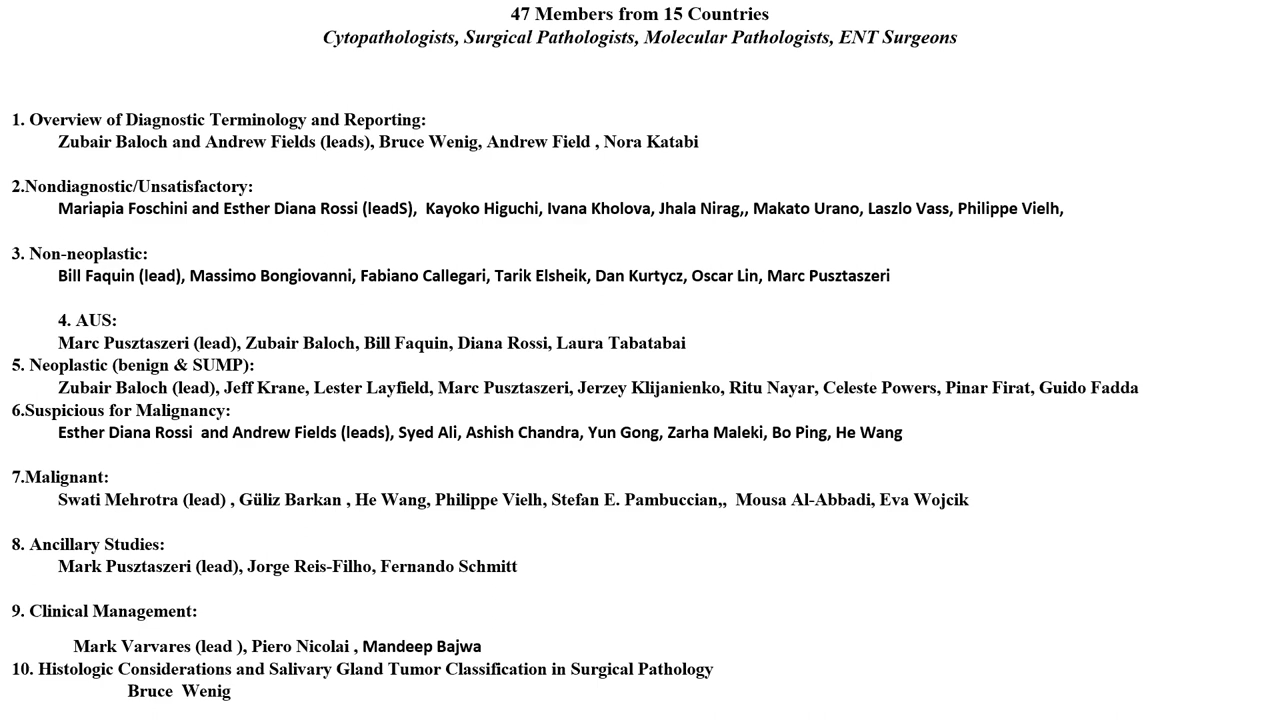 47 Members from 15 Countries
Cytopathologists, Surgical Pathologists, Molecular Pathologists, ENT Surgeons
1. Overview of Diagnostic Terminology and Reporting:
Zubair Baloch and Andrew Fields (leads), Bruce Wenig, Andrew Field , Nora Katabi
2.Nondiagnostic/Unsatisfactory:
Mariapia Foschini and Esther Diana Rossi (leadS),  Kayoko Higuchi, Ivana Kholova, Jhala Nirag,, Makato Urano, Laszlo Vass, Philippe Vielh,
3. Non-neoplastic:
Bill Faquin (lead), Massimo Bongiovanni, Fabiano Callegari, Tarik Elsheik, Dan Kurtycz, Oscar Lin, Marc Pusztaszeri
4. AUS:
Marc Pusztaszeri (lead), Zubair Baloch, Bill Faquin, Diana Rossi, Laura Tabatabai
5. Neoplastic (benign & SUMP):
Zubair Baloch (lead), Jeff Krane, Lester Layfield, Marc Pusztaszeri, Jerzey Klijanienko, Ritu Nayar, Celeste Powers, Pinar Firat, Guido Fadda
6.Suspicious for Malignancy:
Esther Diana Rossi  and Andrew Fields (leads), Syed Ali, Ashish Chandra, Yun Gong, Zarha Maleki, Bo Ping, He Wang
7.Malignant:
Swati Mehrotra (lead) , Güliz Barkan , He Wang, Philippe Vielh, Stefan E. Pambuccian,,  Mousa Al-Abbadi, Eva Wojcik
8. Ancillary Studies:
Mark Pusztaszeri (lead), Jorge Reis-Filho, Fernando Schmitt
9. Clinical Management:
Mark Varvares (lead ), Piero Nicolai , Mandeep Bajwa
10. Histologic Considerations and Salivary Gland Tumor Classification in Surgical Pathology
Bruce  Wenig